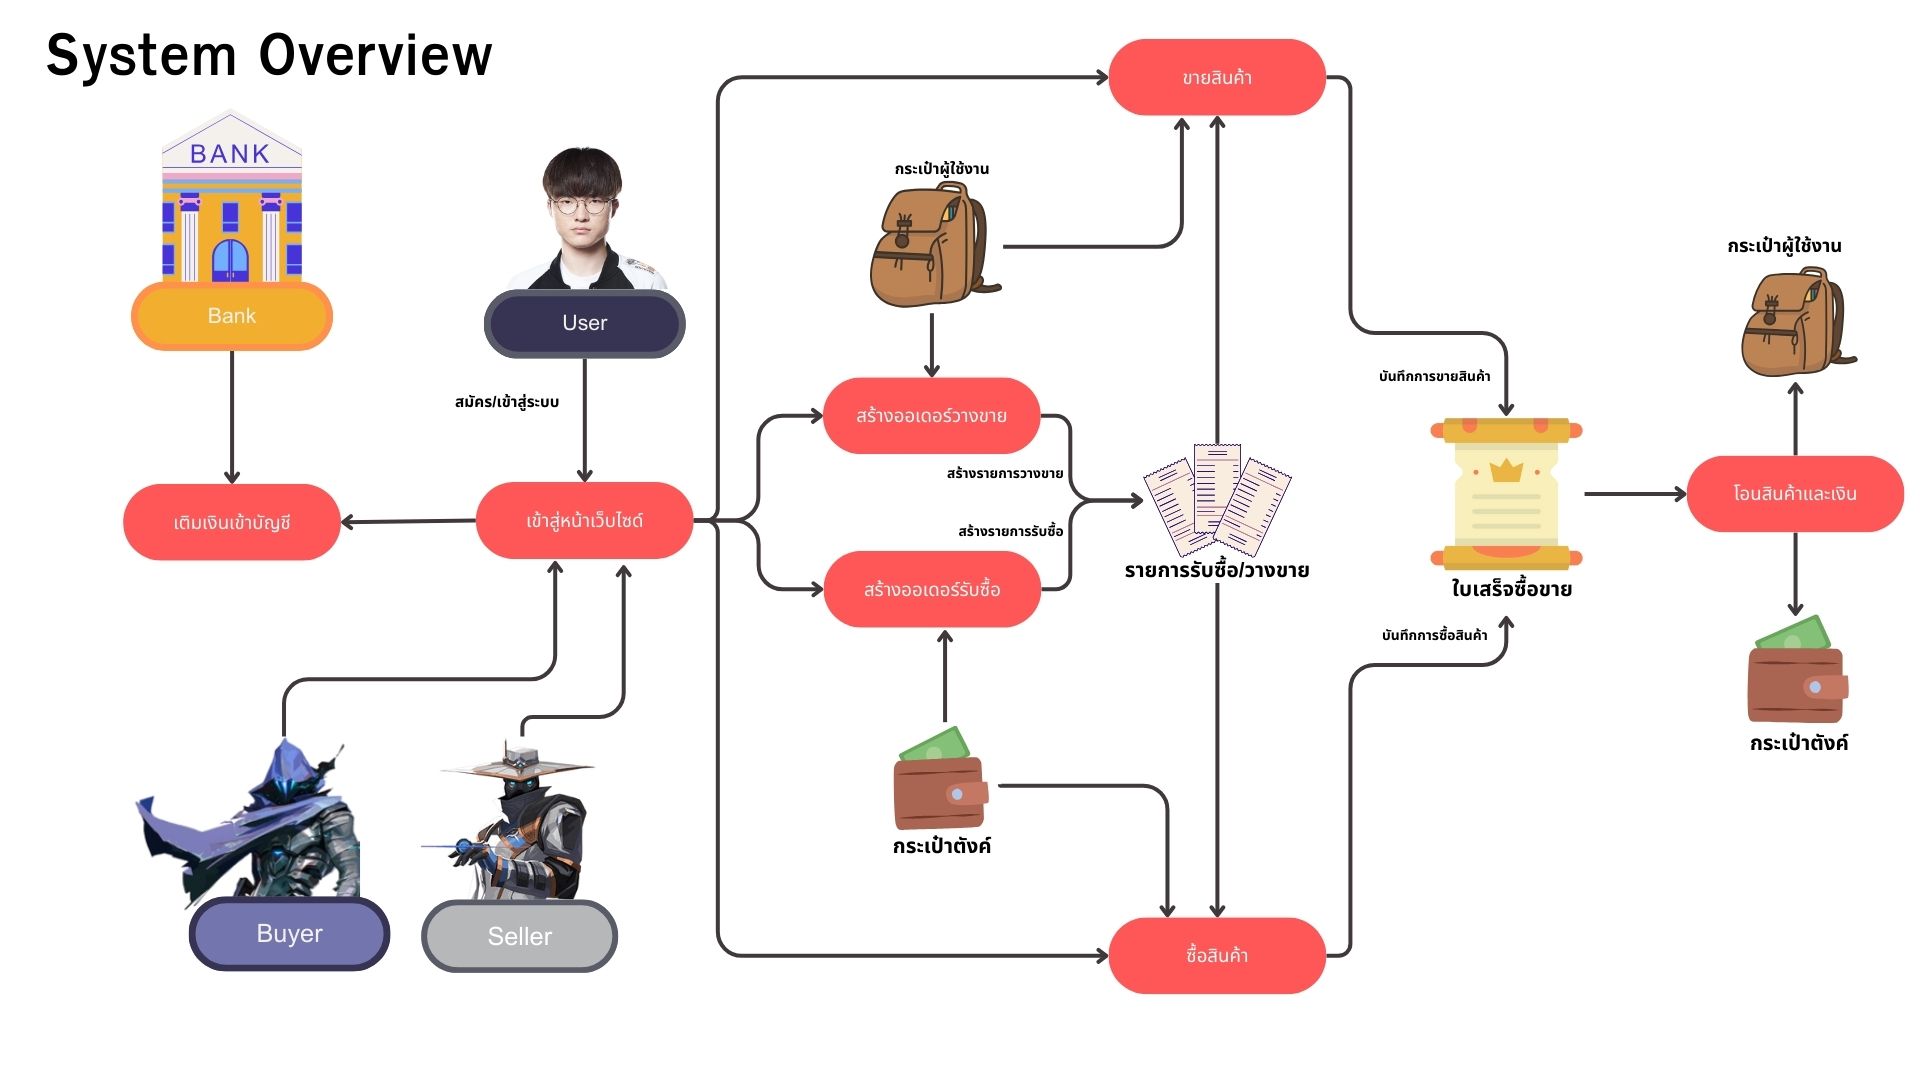 System Overview
BANK
Bank
User
สมัคร/เข้าสู่ระบบ
เติมเงินเข้าบัญชี
เข้าสู่หน้าเว็บไซต์
Buyer
Seller
ขายสินค้า
กระเป๋าผู้ใช้งาน
สร้างออเดอร์วางขาย
สร้างรายการวางขาย
สร้างรายการรับซื้อ
สร้างออเดอร์รับซื้อ
กระเป๋าตังค์
รายการรับซื้อ/วางขาย
ซื้อสินค้า
บันทึกการขายสินค้า
ใบเสร็จซื้อขาย
บันทึกการซื้อสินค้า
กระเป๋าผู้ใช้งาน
โอนสินค้าและเงิน
กระเป๋าตังค์